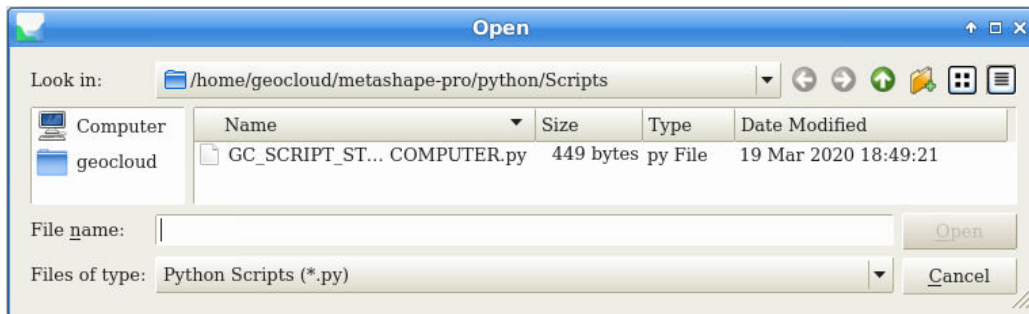 Open
Look in: /home/geocloud/metashape-pro/python/Scripts
Computer
geocloud
Name Size Type Date Modified
GC_SCRIPT_ST... COMPUTER.py 449 bytes py File 19 Mar 2020 18:49:21
File name: Open
Files of type: Python Scripts (*.py) Cancel